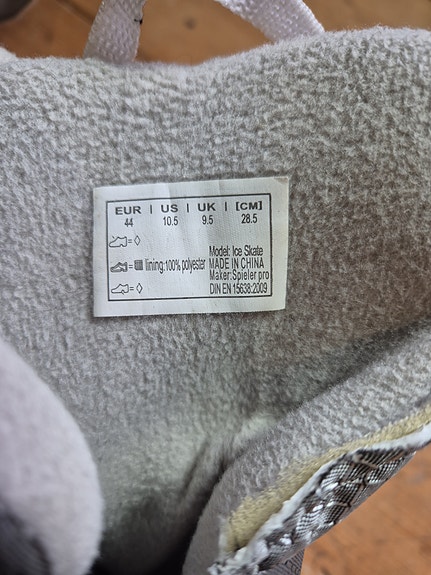 EUR | US | UK | [CM]
44 10.5 9.5 28.5
Model: Ice Skate
lining:100% polyester MADE IN CHINA
Maker:Spieler pro
DIN EN 15638:2009